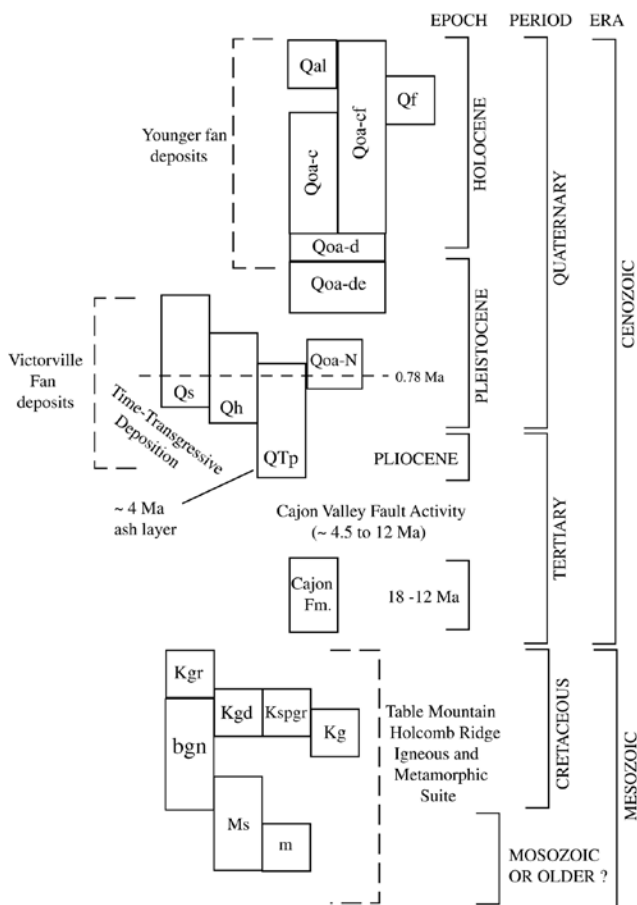 EPOCH PERIOD ERA
Qal
Qf
Qoa-cf
Qoa-c
Younger fan
deposits
HOLOCENE
Qoa-d
Qoa-de
QUATERNARY
CENOZOIC
PLEISTOCENE
Victorville
Fan
deposits
Qoa-N
0.78 Ma
Qs
Qh
Time-Transgressive
Deposition
QTp
PLIOCENE
~ 4 Ma
ash layer
Cajon Valley Fault Activity
(~ 4.5 to 12 Ma)
TERTIARY
Cajon
Fm.
18 -12 Ma
Kgr
Kgd
Kspgr
Kg
bgn
Table Mountain
Holcomb Ridge
Igneous and
Metamorphic
Suite
CRETACEOUS
MESOZOIC
Ms
m
MOSOZOIC
OR OLDER ?